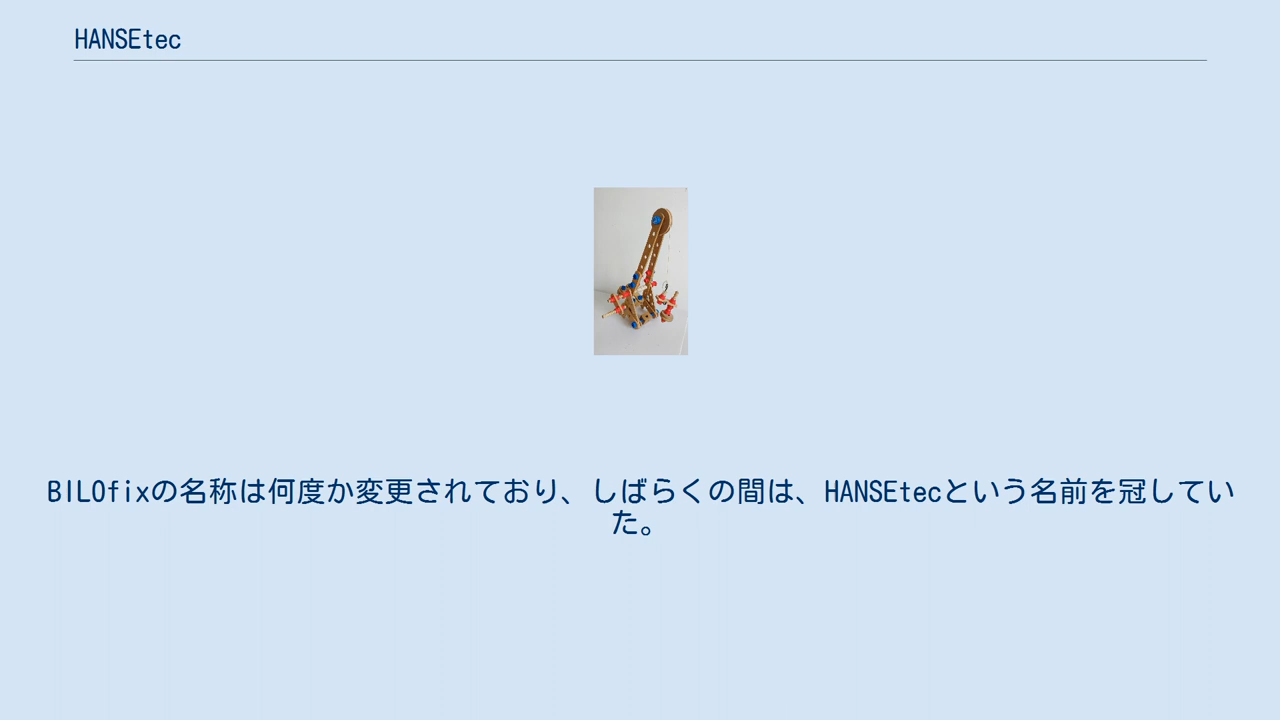 HANSEtec
BILOfixの名称は何度か変更されており、しばらくの間は、HANSEtecという名前を冠してい
た。